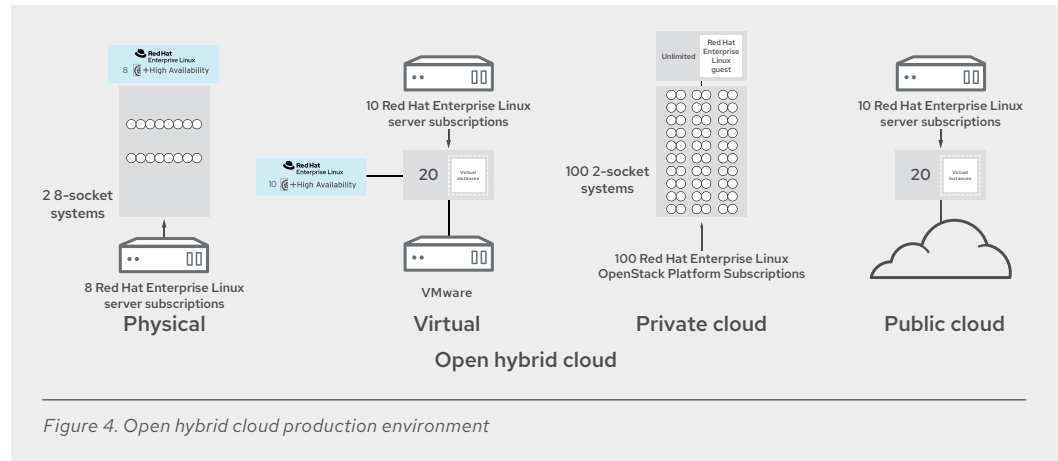 Red Hat
Enterprise Linux
8 +High Availability
2 8-socket
systems
8 Red Hat Enterprise Linux
server subscriptions
Physical
10 Red Hat Enterprise Linux
server subscriptions
Red Hat
Enterprise Linux
10 +High Availability
20
Virtual
instances
VMware
Virtual
Unlimited
Red Hat
Enterprise
Linux
guest
100 2-socket
systems
100 Red Hat Enterprise Linux
OpenStack Platform Subscriptions
Private cloud
10 Red Hat Enterprise Linux
server subscriptions
20
Virtual
instances
Public cloud
Open hybrid cloud
Figure 4. Open hybrid cloud production environment